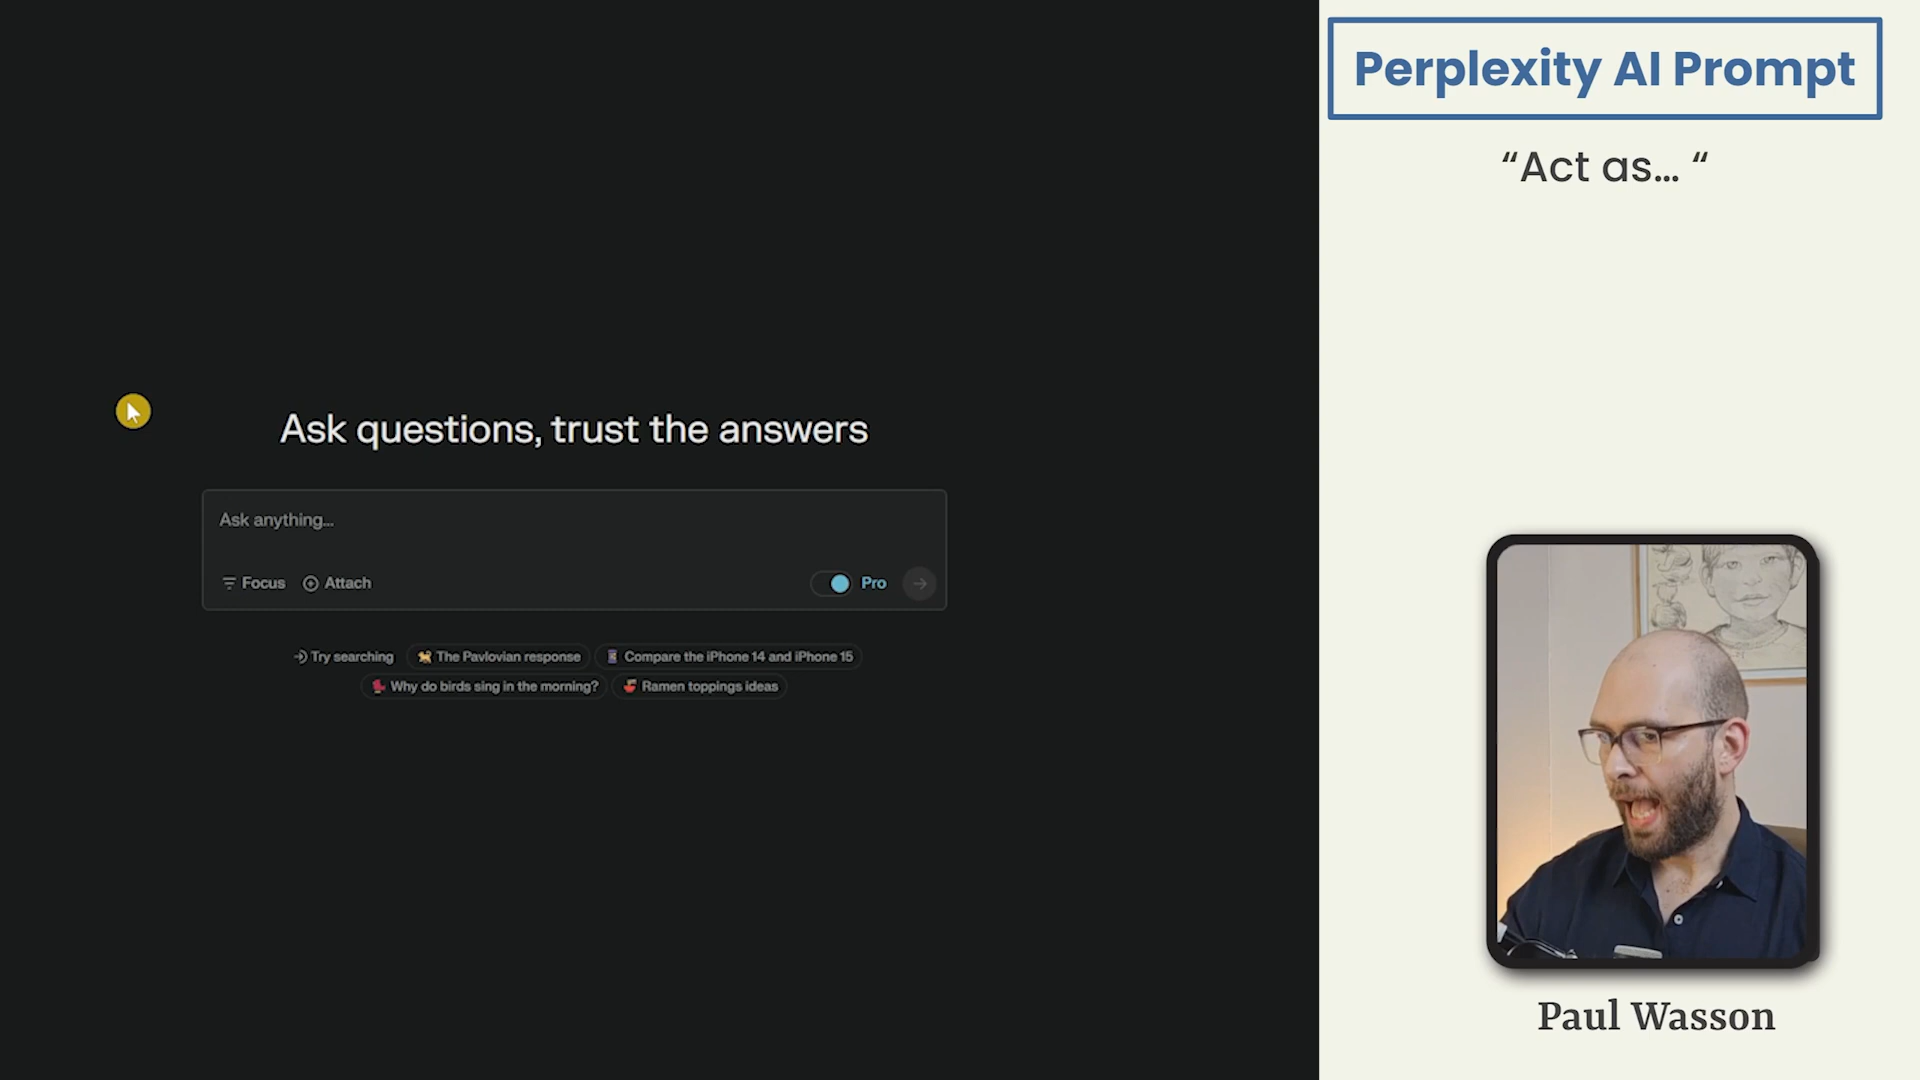 Perplexity AI Prompt
“Act as... “
Ask questions, trust the answers
Ask anything...
Focus Attach Pro
Try searching The Pavlovian response Compare the iPhone 14 and iPhone 15
Why do birds sing in the morning? Ramen toppings ideas
Paul Wasson